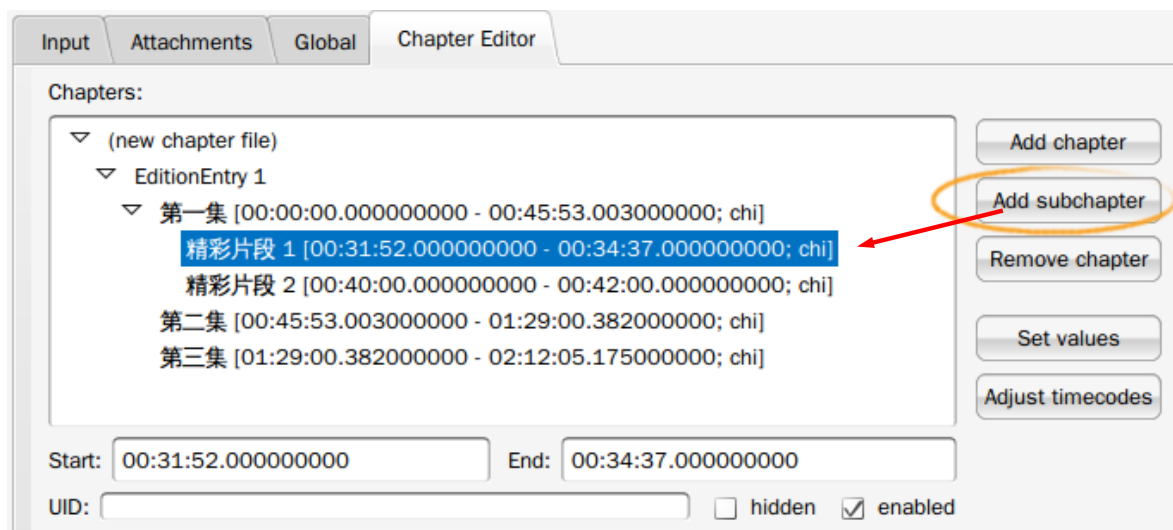 Input Attachments Global Chapter Editor
Chapters:
(new chapter file)
EditionEntry 1
第一集 [00:00:00.000000000 - 00:45:53.003000000; chi]
精彩片段 1 [00:31:52.000000000 - 00:34:37.000000000; chi]
精彩片段 2 [00:40:00.000000000 - 00:42:00.000000000; chi]
第二集 [00:45:53.003000000 - 01:29:00.382000000; chi]
第三集 [01:29:00.382000000 - 02:12:05.175000000; chi]
Add chapter
Add subchapter
Remove chapter
Set values
Adjust timecodes
Start: 00:31:52.000000000 End: 00:34:37.000000000
UID: hidden enabled